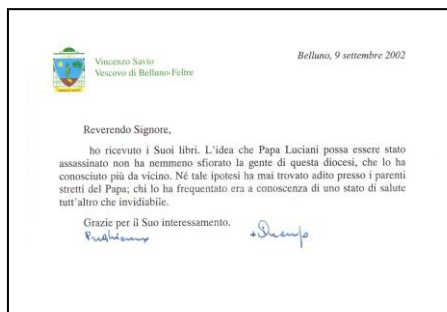 Vincenzo Savio
Vescovo di Belluno-Feltre
Belluno, 9 settembre 2002
Reverendo Signore,
ho ricevuto i Suoi libri. L'idea che Papa Luciani possa essere stato
assassinato non ha nemmeno sfiorato la gente di questa diocesi, che lo ha
conosciuto più da vicino. Né tale ipotesi ha mai trovato adito presso i parenti
stretti del Papa; chi lo ha frequentato era a conoscenza di uno stato di salute
tutt'altro che invidiabile.
Grazie per il Suo interessamento.